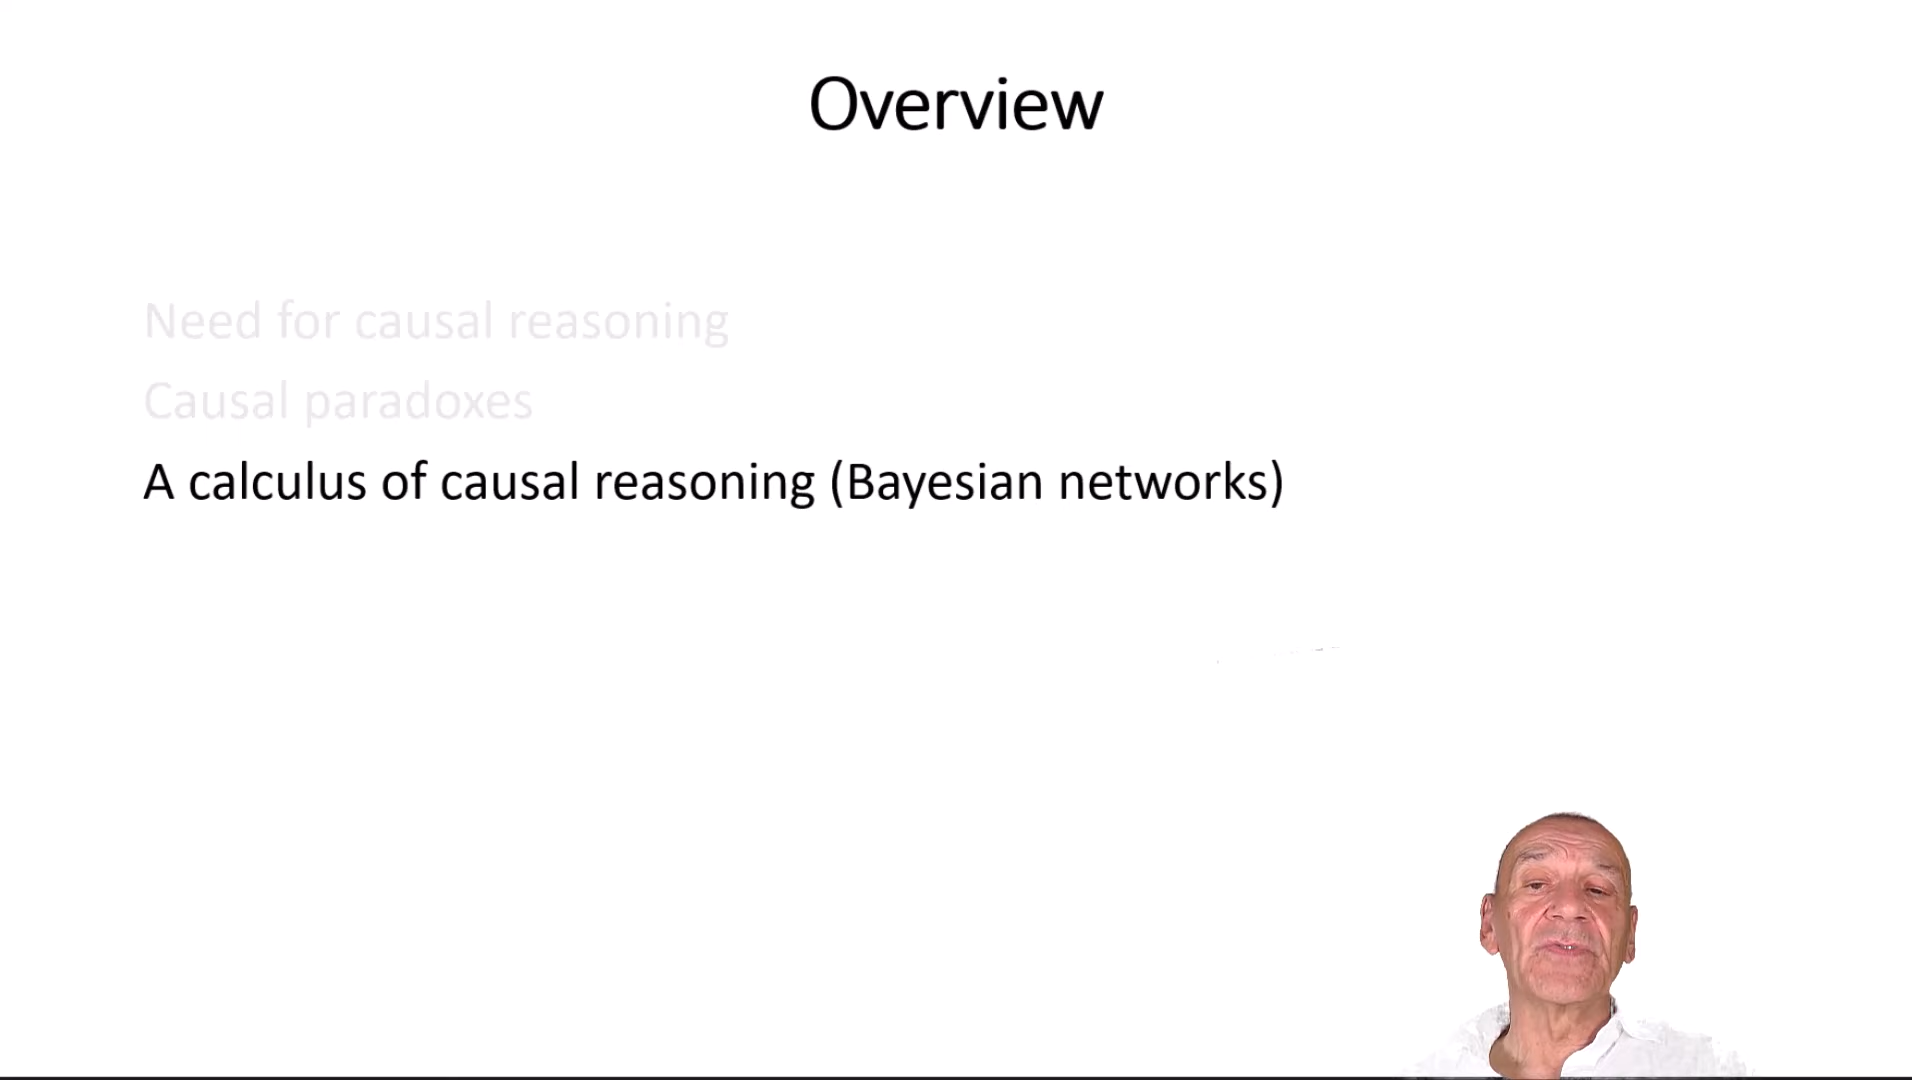 Overview
Need for causal reasoning
Causal paradoxes
A calculus of causal reasoning (Bayesian networks)